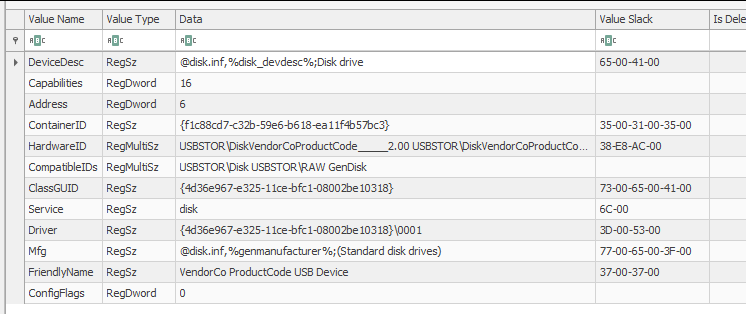 Value Name Value Type Data Value Slack Is Dele
ABC ABC ABC ABC
DeviceDesc RegSz @disk.inf,%disk_devdesc%;Disk drive 65-00-41-00
Capabilities RegDword 16
Address RegDword 6
ContainerID RegSz {f1c88cd7-c32b-59e6-b618-ea11f4b57bc3} 35-00-31-00-35-00
HardwareID RegMultiSz USBSTOR\DiskVendorCoProductCode_____2.00 USBSTOR\DiskVendorCoProductCo... 38-E8-AC-00
CompatibleIDs RegMultiSz USBSTOR\Disk USBSTOR\RAW GenDisk
ClassGUID RegSz {4d36e967-e325-11ce-bfc1-08002be10318} 73-00-65-00-41-00
Service RegSz disk 6C-00
Driver RegSz {4d36e967-e325-11ce-bfc1-08002be10318}\0001 3D-00-53-00
Mfg RegSz @disk.inf,%genmanufacturer%;(Standard disk drives) 77-00-65-00-3F-00
FriendlyName RegSz VendorCo ProductCode USB Device 37-00-37-00
ConfigFlags RegDword 0